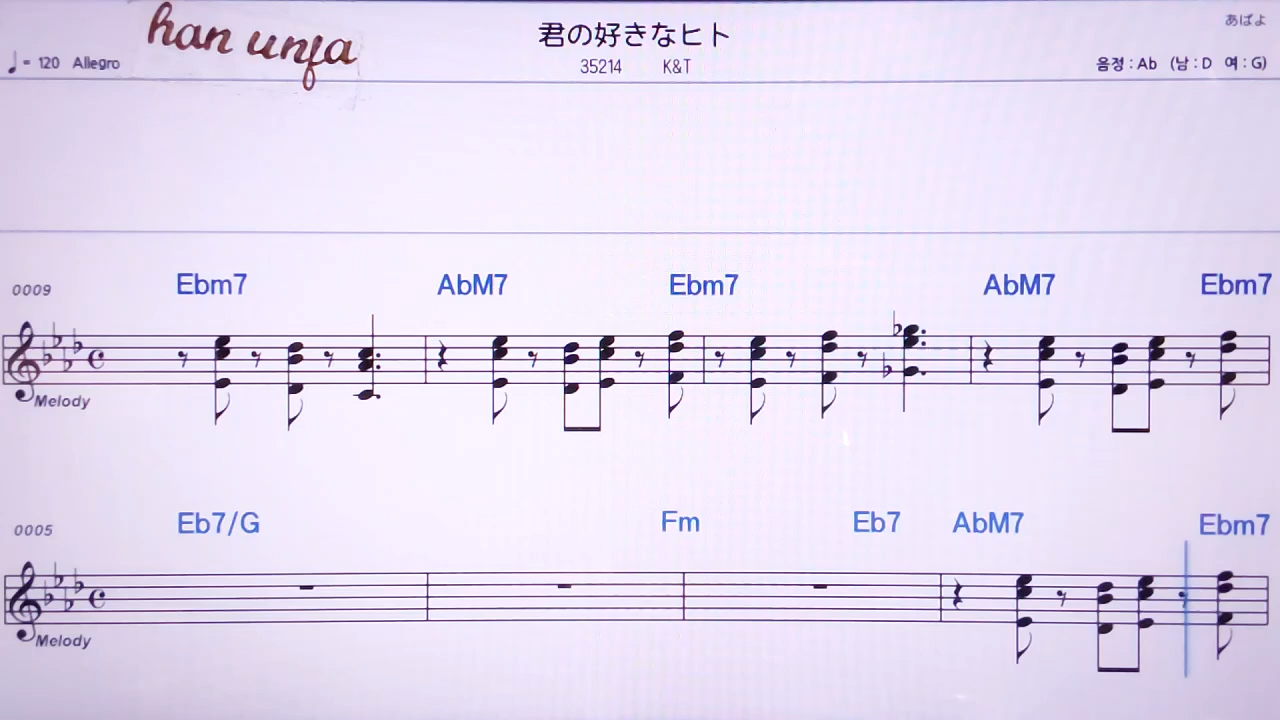 han unja
君の好きなヒト
あばよ
♩= 120 Allegro
35214 K&T
음정 : Ab (남 : D 여 : G)
0009
Ebm7 AbM7 Ebm7 AbM7 Ebm7
Melody
0005
Eb7/G Fm Eb7 AbM7 Ebm7
Melody